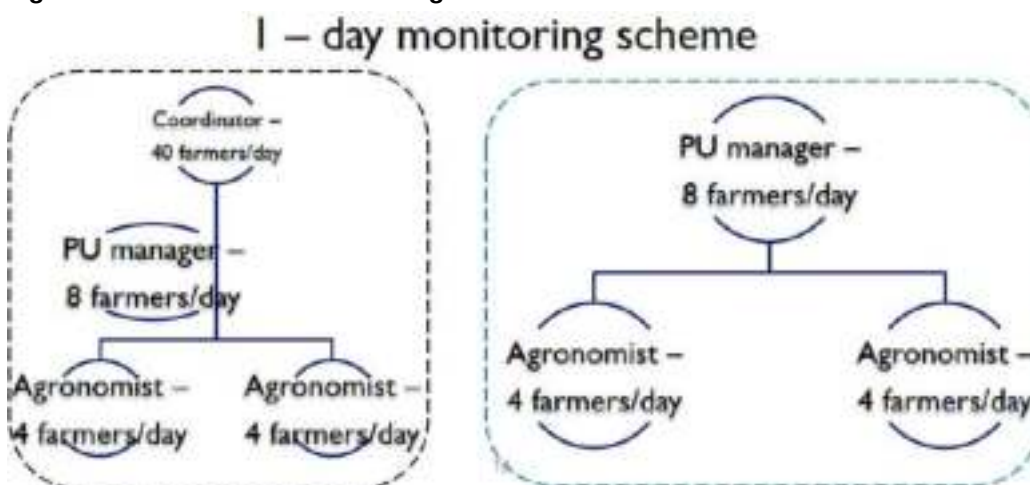 1 – day monitoring scheme
Coordinator –
40 farmers/day
PU manager –
8 farmers/day
Agronomist –
4 farmers/day
Agronomist –
4 farmers/day
PU manager –
8 farmers/day
Agronomist –
4 farmers/day
Agronomist –
4 farmers/day